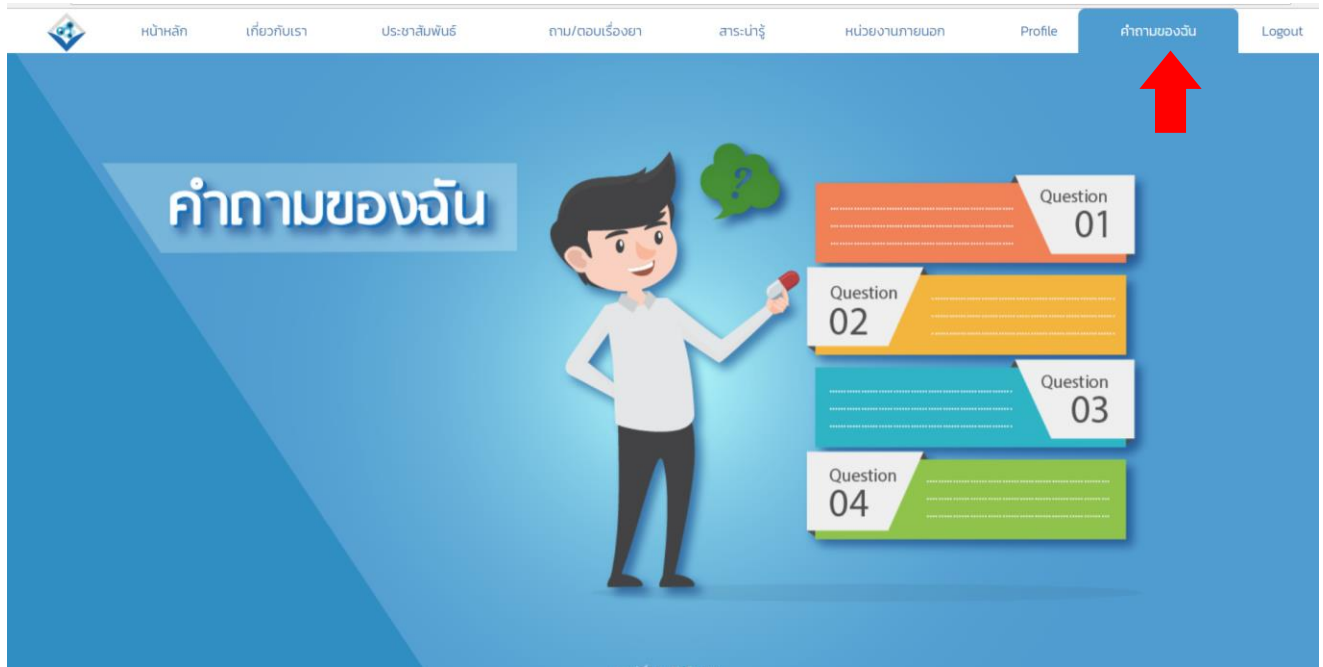 หน้าหลัก เกี่ยวกับเรา ประชาสัมพันธ์ ถาม/ตอบเรื่องยา สาระน่ารู้ หน่วยงานภายนอก Profile คำถามของฉัน Logout
คำถามของฉัน
?
Question
01
Question
02
Question
03
Question
04